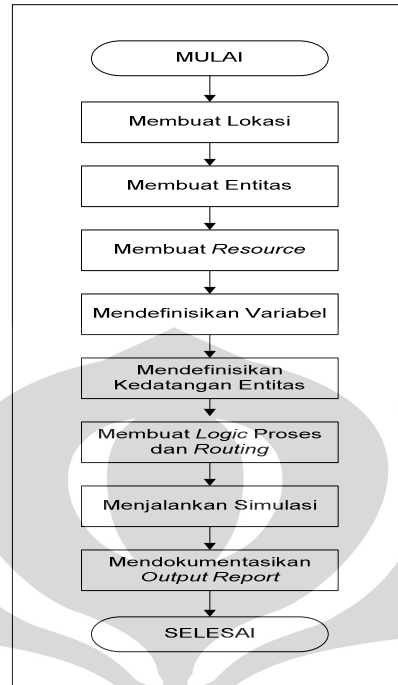 MULAI
Membuat Lokasi
Membuat Entitas
Membuat Resource
Mendefinisikan Variabel
Mendefinisikan
Kedatangan Entitas
Membuat Logic Proses
dan Routing
Menjalankan Simulasi
Mendokumentasikan
Output Report
SELESAI